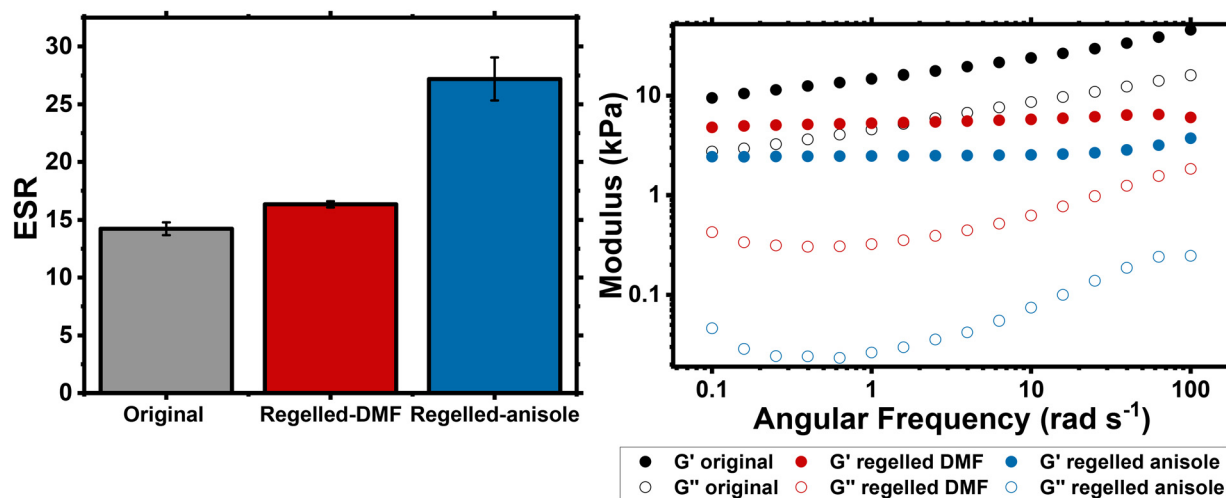 30
25
20
15
10
5
0
ESR
Original Regelled-DMF Regelled-anisole
10
1
0.1
Modulus (kPa)
0.1 1 10 100
Angular Frequency (rad s⁻¹)
G' original G' regelled DMF G' regelled anisole
G'' original G'' regelled DMF G'' regelled anisole